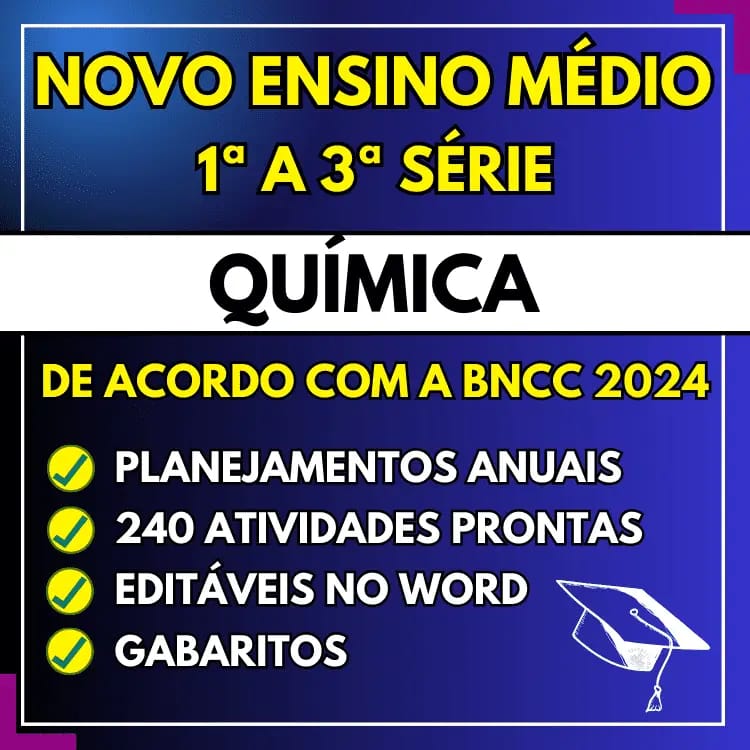 NOVO ENSINO MÉDIO
1ª A 3ª SÉRIE
QUÍMICA
DE ACORDO COM A BNCC 2024
PLANEJAMENTOS ANUAIS
240 ATIVIDADES PRONTAS
EDITÁVEIS NO WORD
GABARITOS